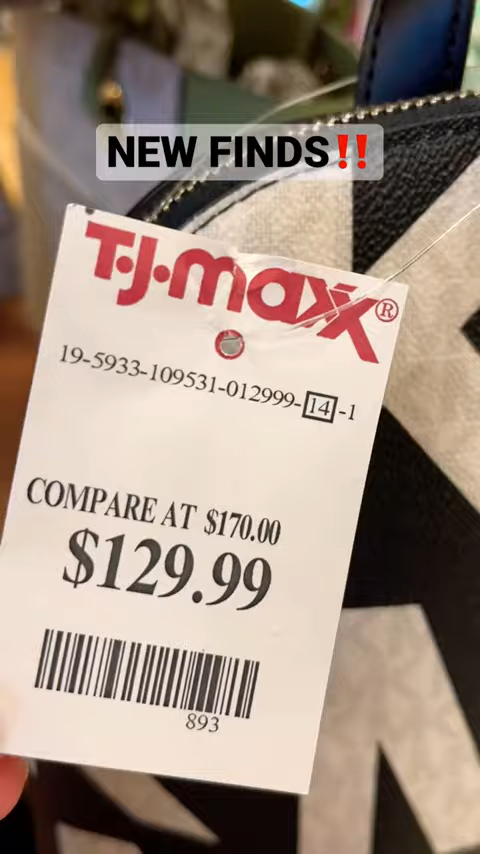 NEW FINDS‼️
T.J.maxx®
19-5933-109531-012999-14-1
COMPARE AT $170.00
$129.99
893